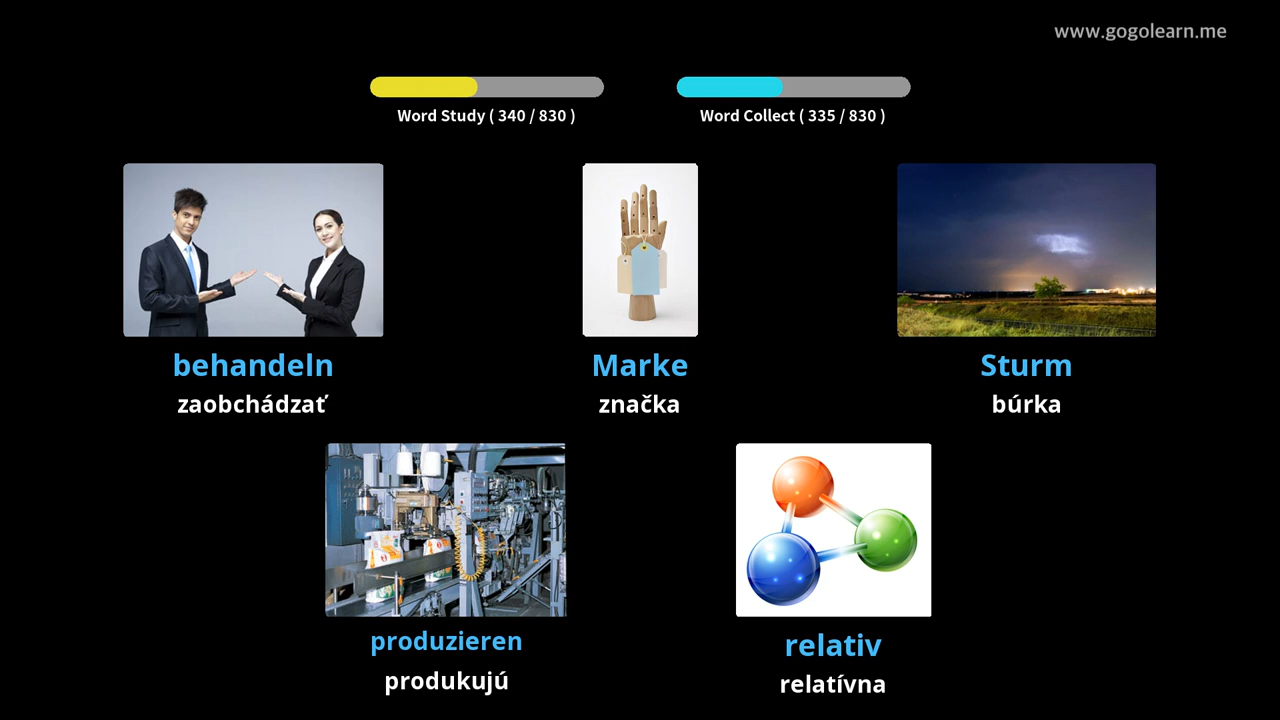 www.gogolearn.me
Word Study ( 340 / 830 )
Word Collect ( 335 / 830 )
behandeln
zaobchádzať
Marke
značka
Sturm
búrka
produzieren
produkujú
relativ
relatívna